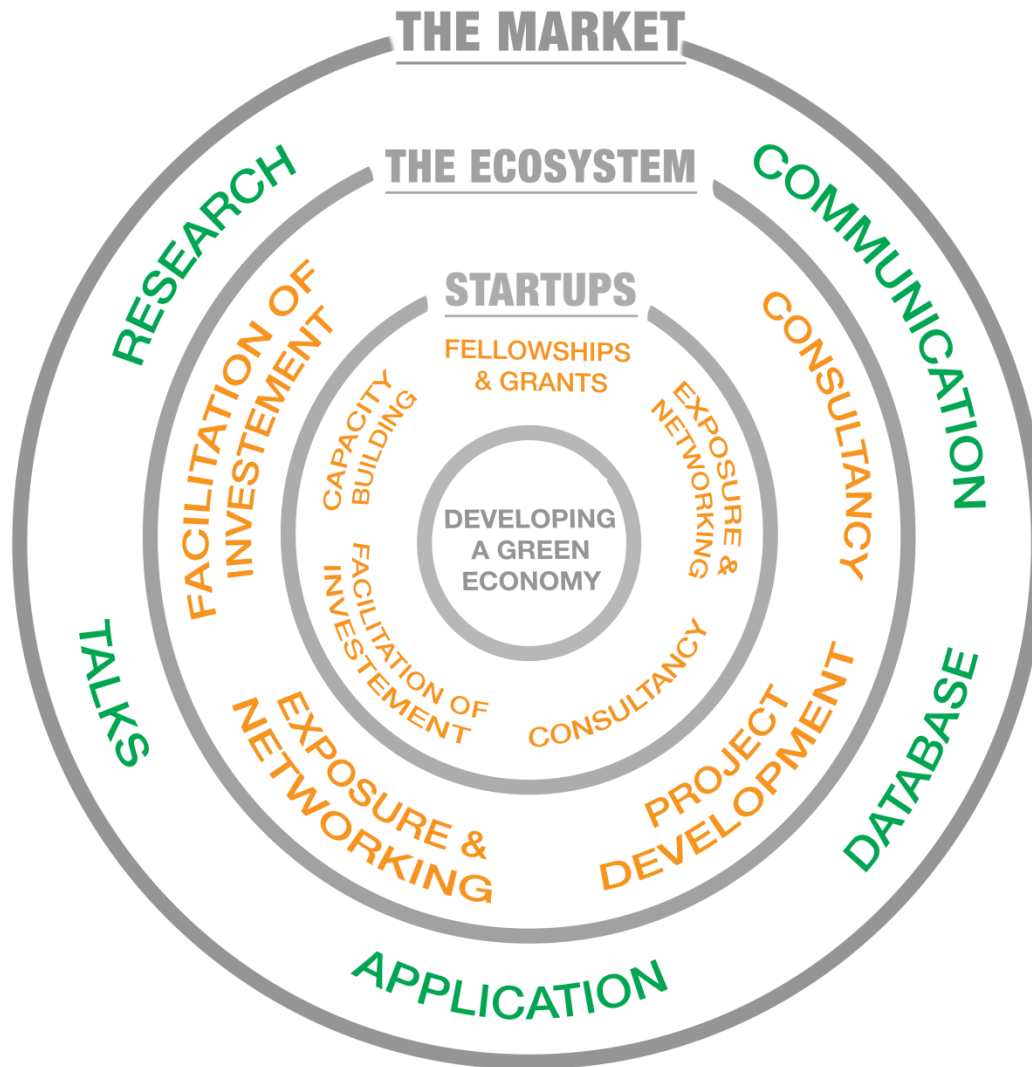 THE MARKET
RESEARCH
COMMUNICATION
DATABASE
APPLICATION
TALKS
THE ECOSYSTEM
FACILITATION OF
INVESTEMENT
CONSULTANCY
PROJECT
DEVELOPMENT
EXPOSURE &
NETWORKING
STARTUPS
FELLOWSHIPS
& GRANTS
EXPOSURE &
NETWORKING
CONSULTANCY
FACILITATION OF
INVESTEMENT
CAPACITY
BUILDING
DEVELOPING
A GREEN
ECONOMY